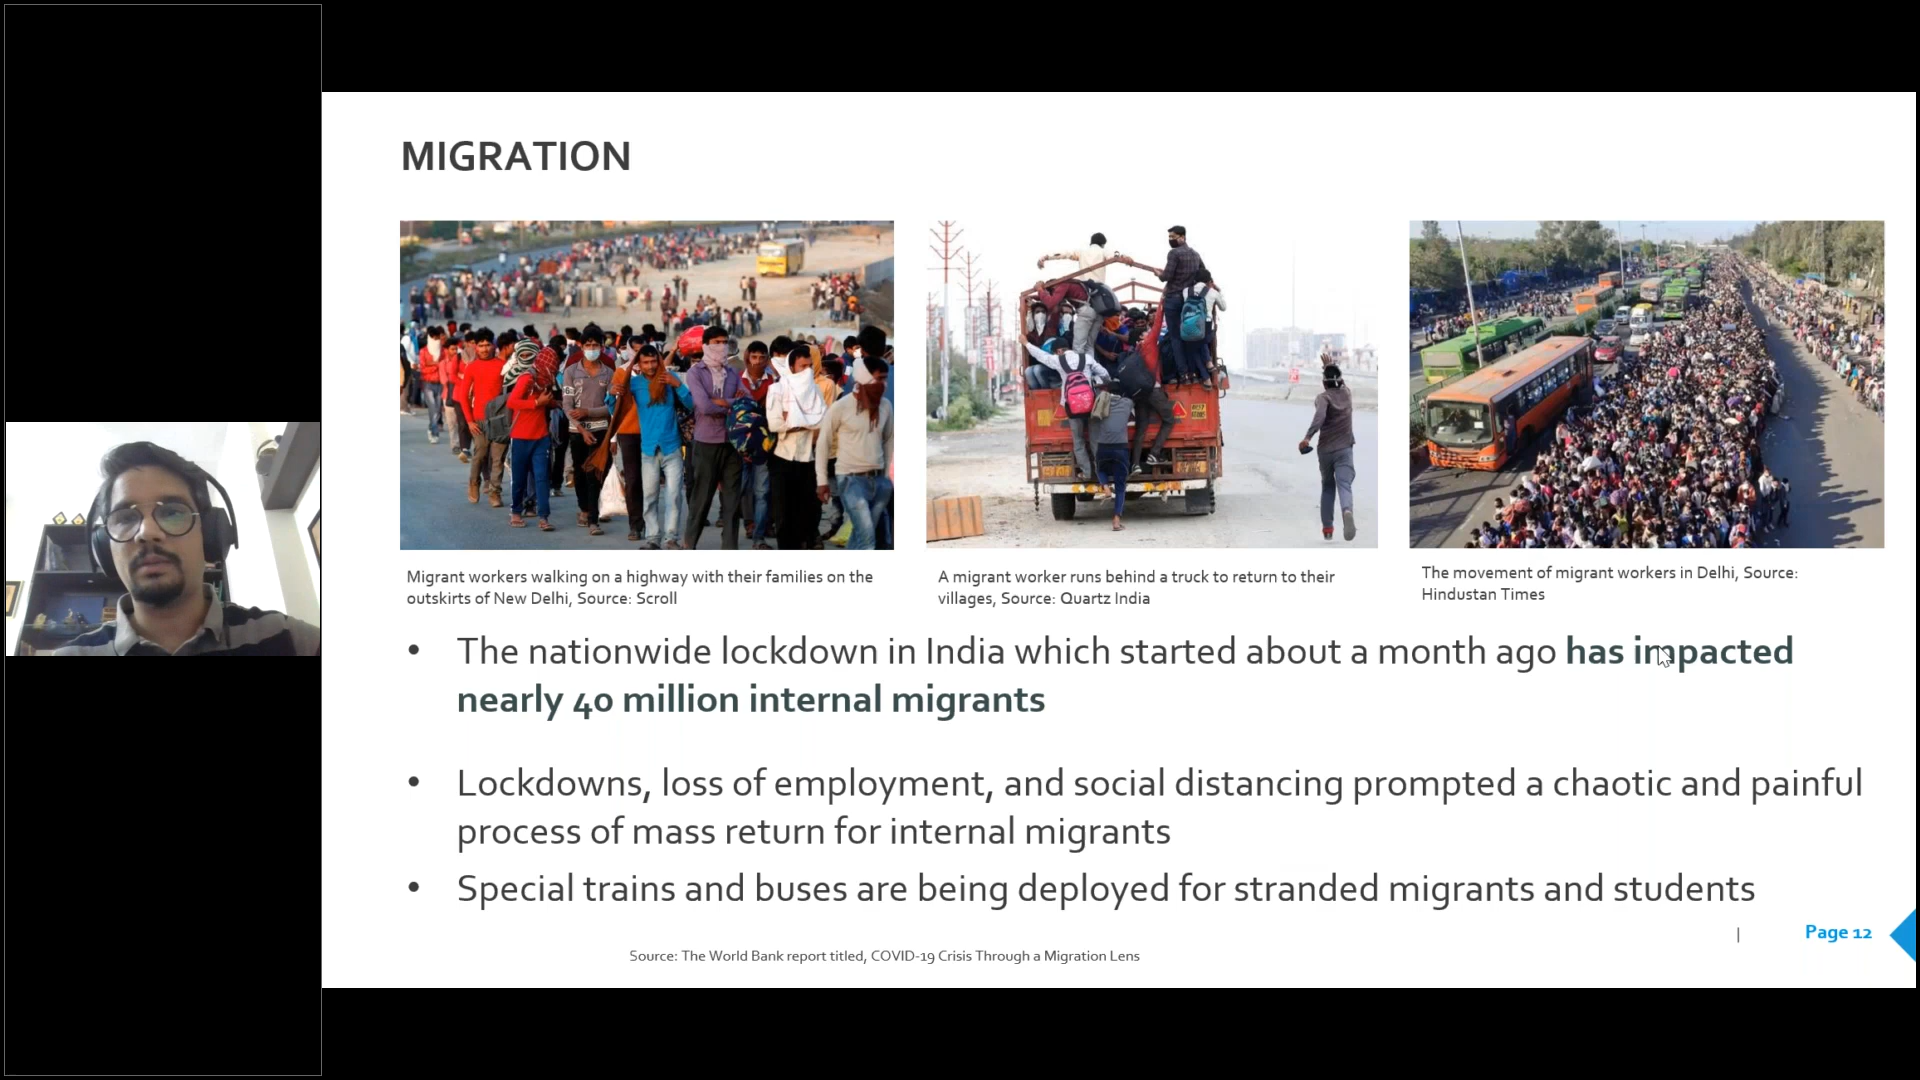 MIGRATION
Migrant workers walking on a highway with their families on the
outskirts of New Delhi, Source: Scroll
A migrant worker runs behind a truck to return to their
villages, Source: Quartz India
The movement of migrant workers in Delhi, Source:
Hindustan Times
• The nationwide lockdown in India which started about a month ago has impacted
nearly 40 million internal migrants
• Lockdowns, loss of employment, and social distancing prompted a chaotic and painful
process of mass return for internal migrants
• Special trains and buses are being deployed for stranded migrants and students
| Page 12
Source: The World Bank report titled, COVID-19 Crisis Through a Migration Lens